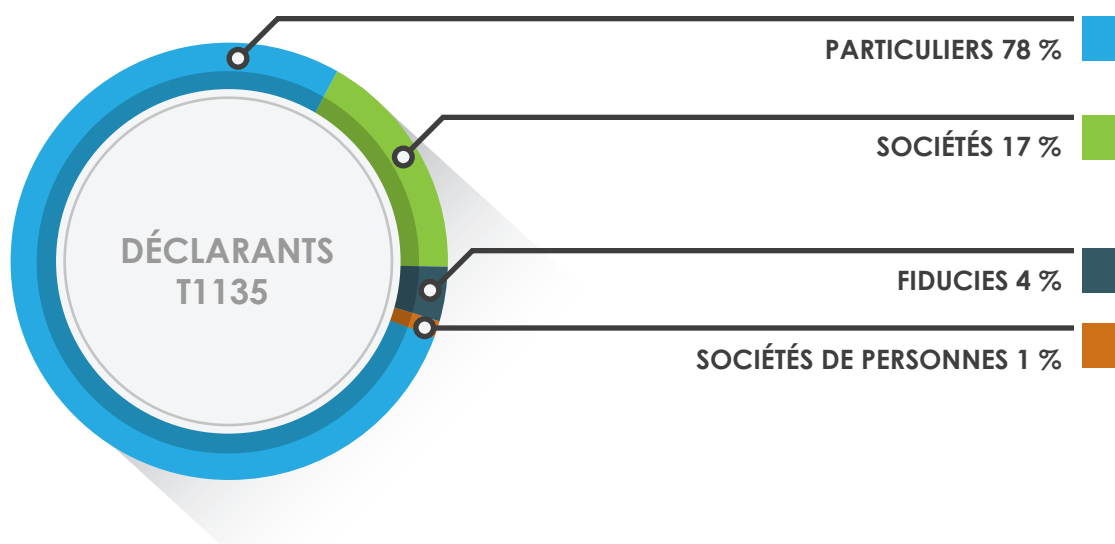 PARTICULIERS 78 %
SOCIÉTÉS 17 %
DÉCLARANTS
T1135
FIDUCIES 4 %
SOCIÉTÉS DE PERSONNES 1 %